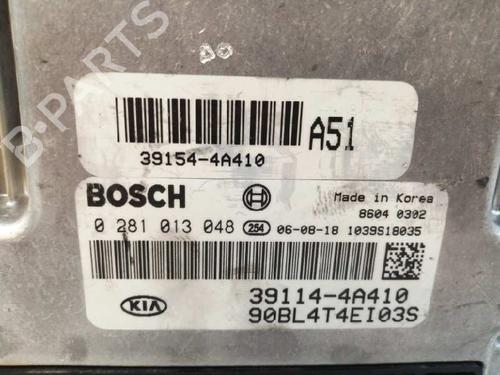 B-PARTS
A51
39154-4A410
BOSCH
Made in Korea
8604 0302
0 281 013 048 254 06-08-18 1039S18035
KIA
39114-4A410
90BL4T4EI03S